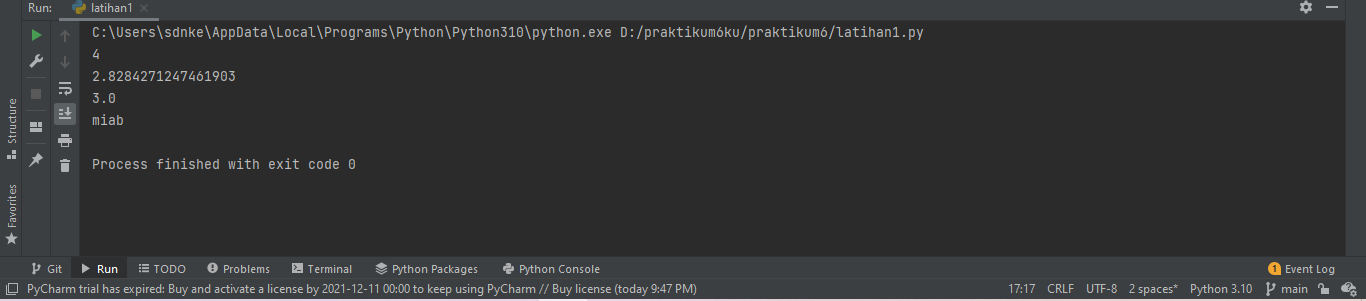 Run: latihan1
C:\Users\sdnke\AppData\Local\Programs\Python\Python310\python.exe D:/praktikum6ku/praktikum6/latihan1.py
4
2.8284271247461903
3.0
miab
Process finished with exit code 0
Structure
Favorites
Git Run TODO Problems Terminal Python Packages Python Console 1 Event Log
PyCharm trial has expired: Buy and activate a license by 2021-12-11 00:00 to keep using PyCharm // Buy license (today 9:47 PM) 17:17 CRLF UTF-8 2 spaces* Python 3.10 main